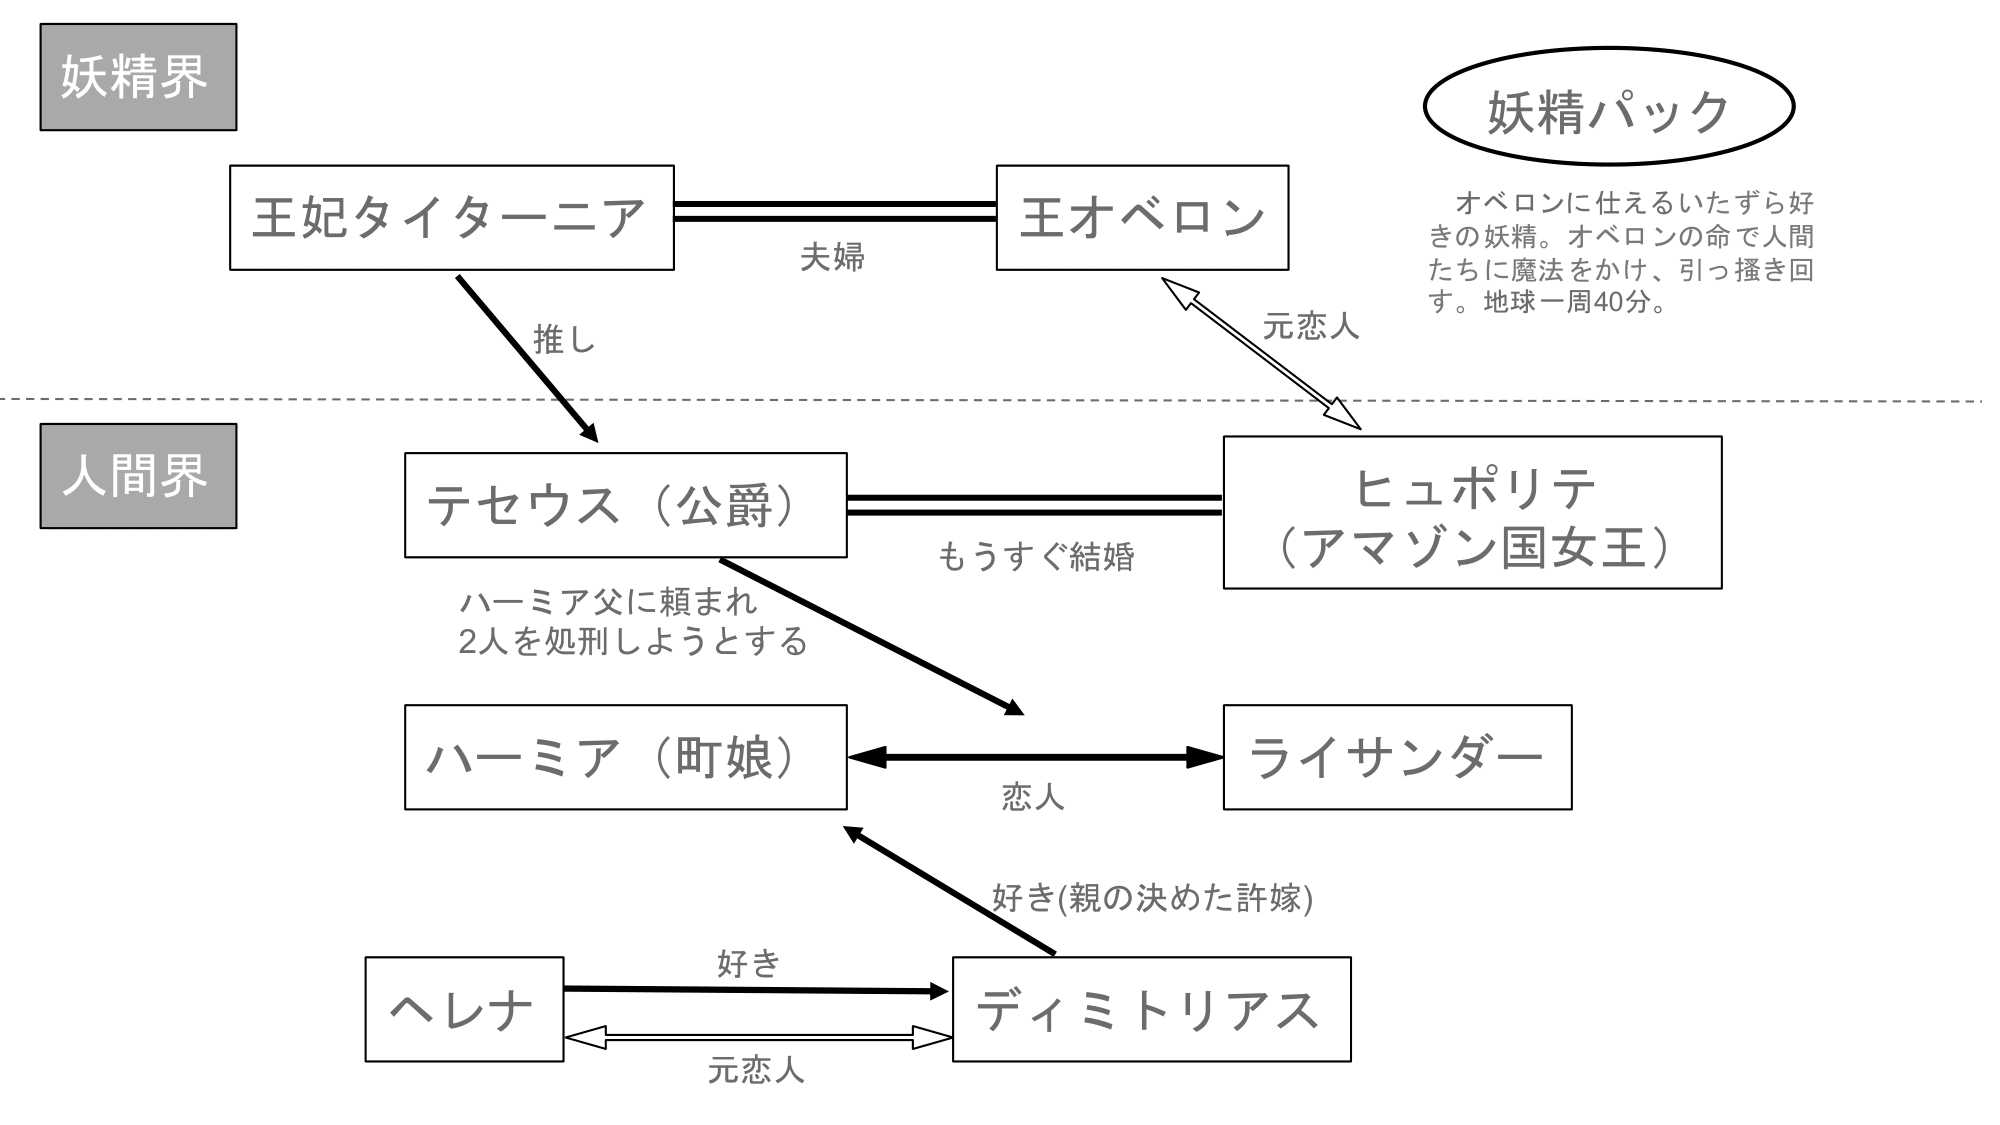 妖精界
妖精パック
王妃タイターニア
王オベロン
夫婦
オベロンに仕えるいたずら好
きの妖精。オベロンの命で人間
たちに魔法をかけ、引っ掻き回
す。地球一周40分。
推し
元恋人
人間界
テセウス（公爵）
ヒュポリテ
（アマゾン国女王）
もうすぐ結婚
ハーミア父に頼まれ
2人を処刑しようとする
ハーミア（町娘）
ライサンダー
恋人
好き(親の決めた許嫁)
好き
ヘレナ
ディミトリアス
元恋人